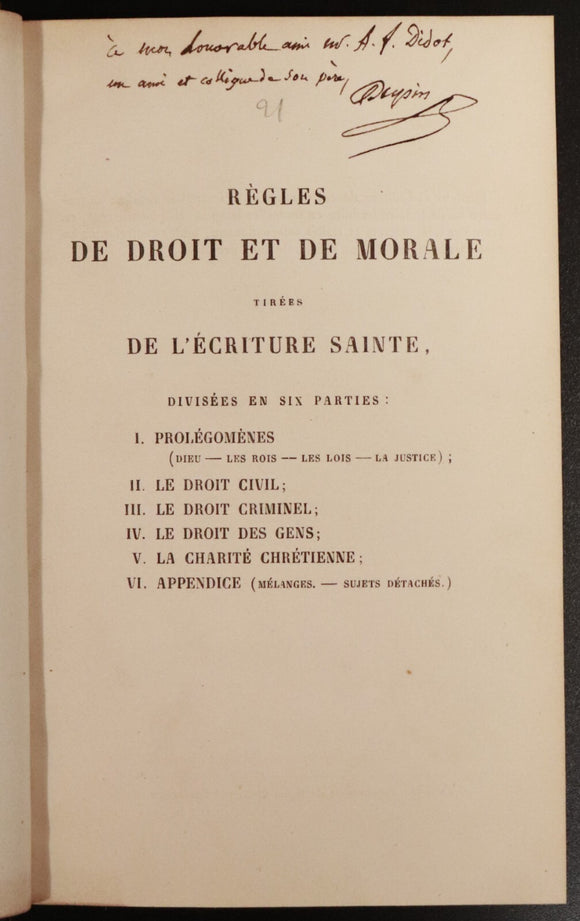 à mon honorable ami M. A. f. Didot,
un ami et collègue de son père,
Dupin
21
RÈGLES
DE DROIT ET DE MORALE
TIRÉES
DE L'ÉCRITURE SAINTE,
DIVISÉES EN SIX PARTIES :
I. PROLÉGOMÈNES
(DIEU — LES ROIS — LES LOIS — LA JUSTICE) ;
II. LE DROIT CIVIL;
III. LE DROIT CRIMINEL;
IV. LE DROIT DES GENS;
V. LA CHARITÉ CHRÉTIENNE;
VI. APPENDICE (MÉLANGES. — SUJETS DÉTACHÉS.)